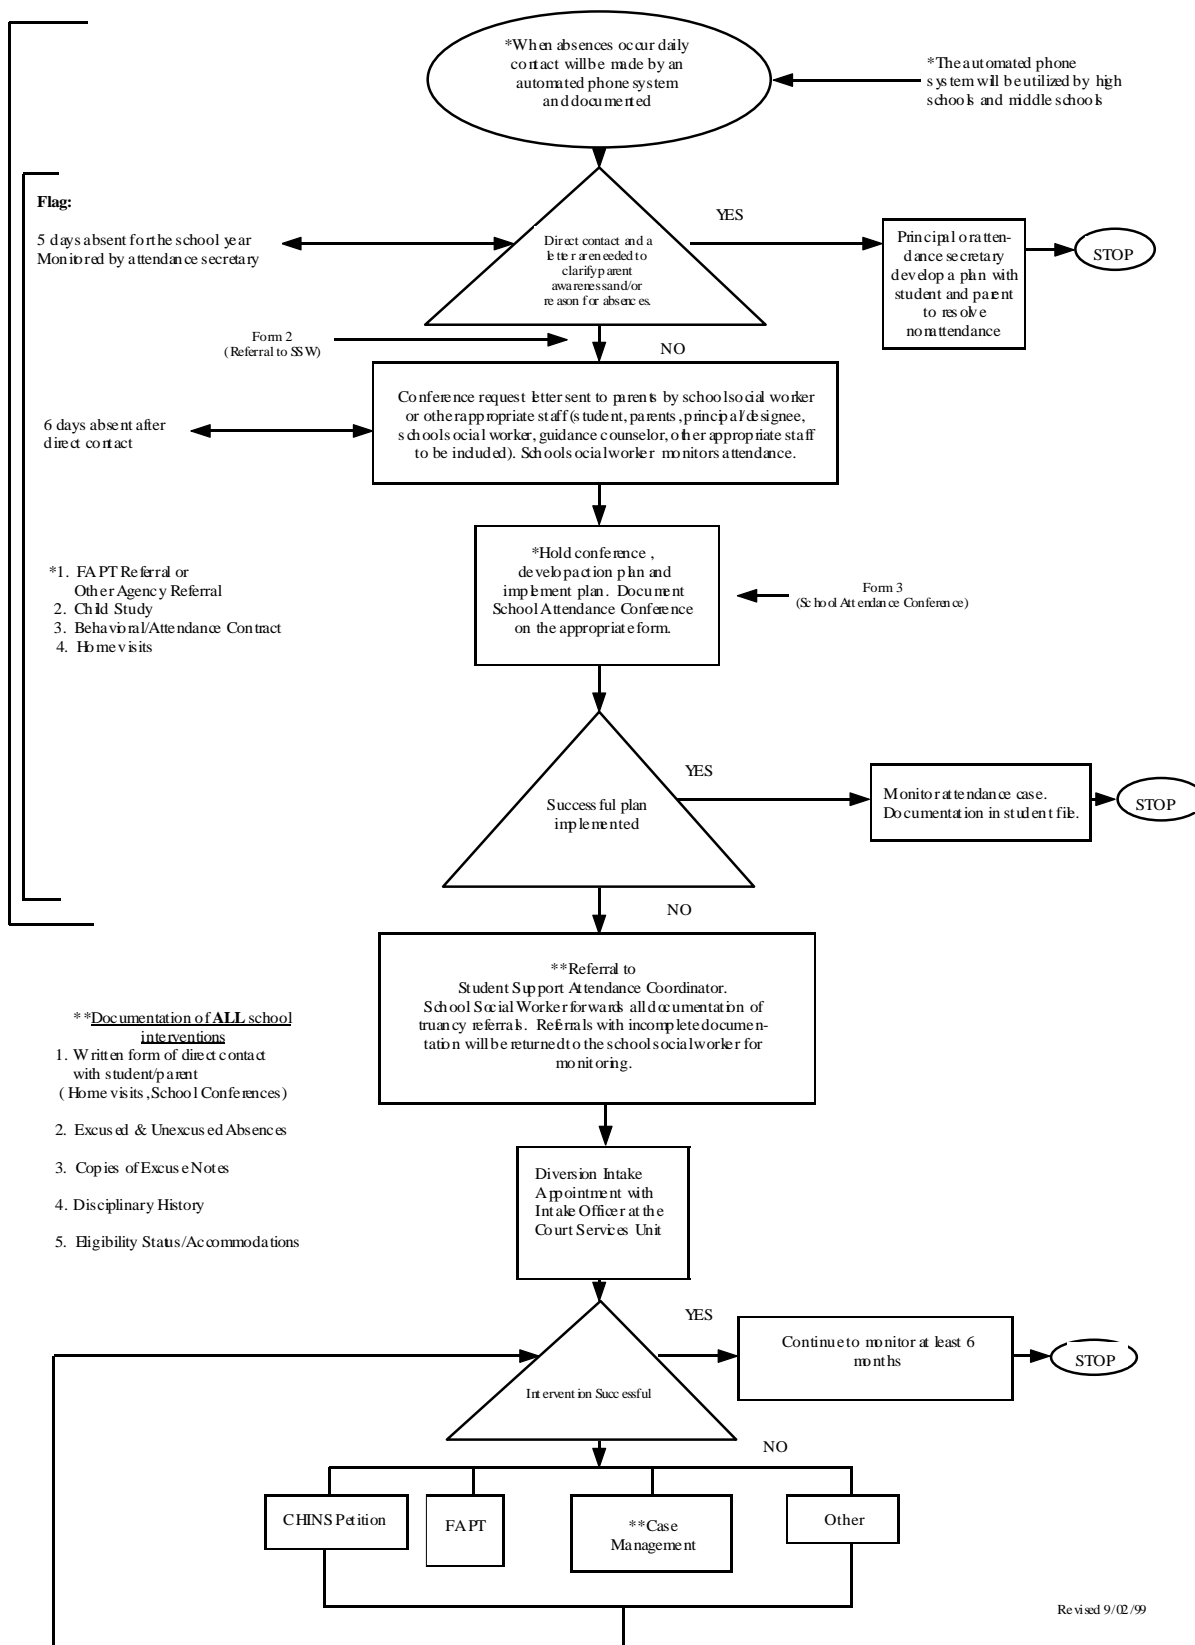 *When absences occur daily
contact will be made by an
automated phone system
and documented
*The automated phone
system will be utilized by high
schools and middle schools
Flag:
5 days absent for the school year
Monitored by attendance secretary
Direct contact and a
letter are needed to
clarify parent
awareness and/or
reason for absences.
YES
Principal or atten-
dance secretary
develop a plan with
student and parent
to resolve
nonattendance
STOP
Form 2
(Referral to SSW)
NO
6 days absent after
direct contact
Conference request letter sent to parents by school social worker
or other appropriate staff (student, parents, principal/designee,
school social worker, guidance counselor, other appropriate staff
to be included). School social worker monitors attendance.
*1. FAPT Referral or
Other Agency Referral
2. Child Study
3. Behavioral/Attendance Contract
4. Home visits
*Hold conference,
develop action plan and
implement plan. Document
School Attendance Conference
on the appropriate form.
Form 3
(School Attendance Conference)
Successful plan
implemented
YES
Monitor attendance case.
Documentation in student file.
STOP
NO
**Referral to
Student Support Attendance Coordinator.
School Social Worker forwards all documentation of
truancy referrals. Referrals with incomplete documen-
tation will be returned to the school social worker for
monitoring.
**Documentation of ALL school
interventions
1. Written form of direct contact
with student/parent
(Home visits, School Conferences)
2. Excused & Unexcused Absences
3. Copies of Excuse Notes
4. Disciplinary History
5. Eligibility Status/Accommodations
Diversion Intake
Appointment with
Intake Officer at the
Court Services Unit
Intervention Successful
YES
Continue to monitor at least 6
months
STOP
NO
CHINS Petition
FAPT
**Case
Management
Other
Revised 9/02/99